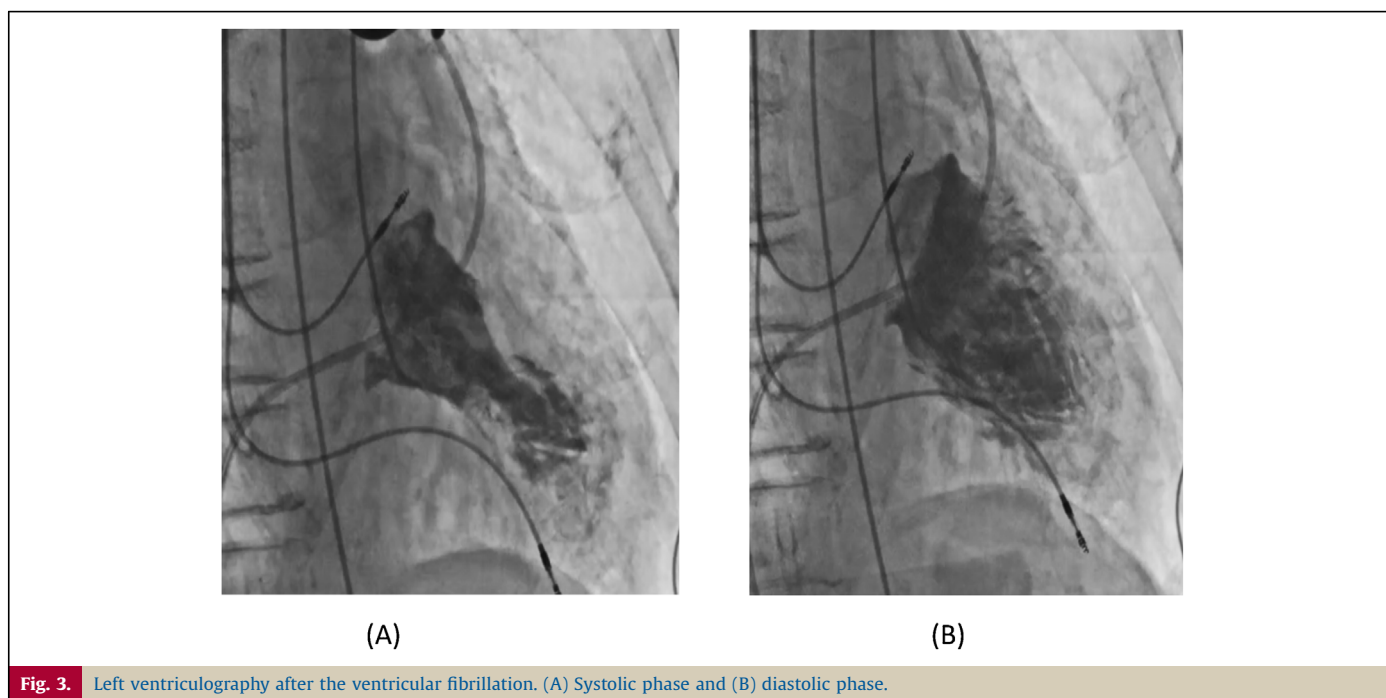 (A)
(B)
Fig. 3. Left ventriculography after the ventricular fibrillation. (A) Systolic phase and (B) diastolic phase.